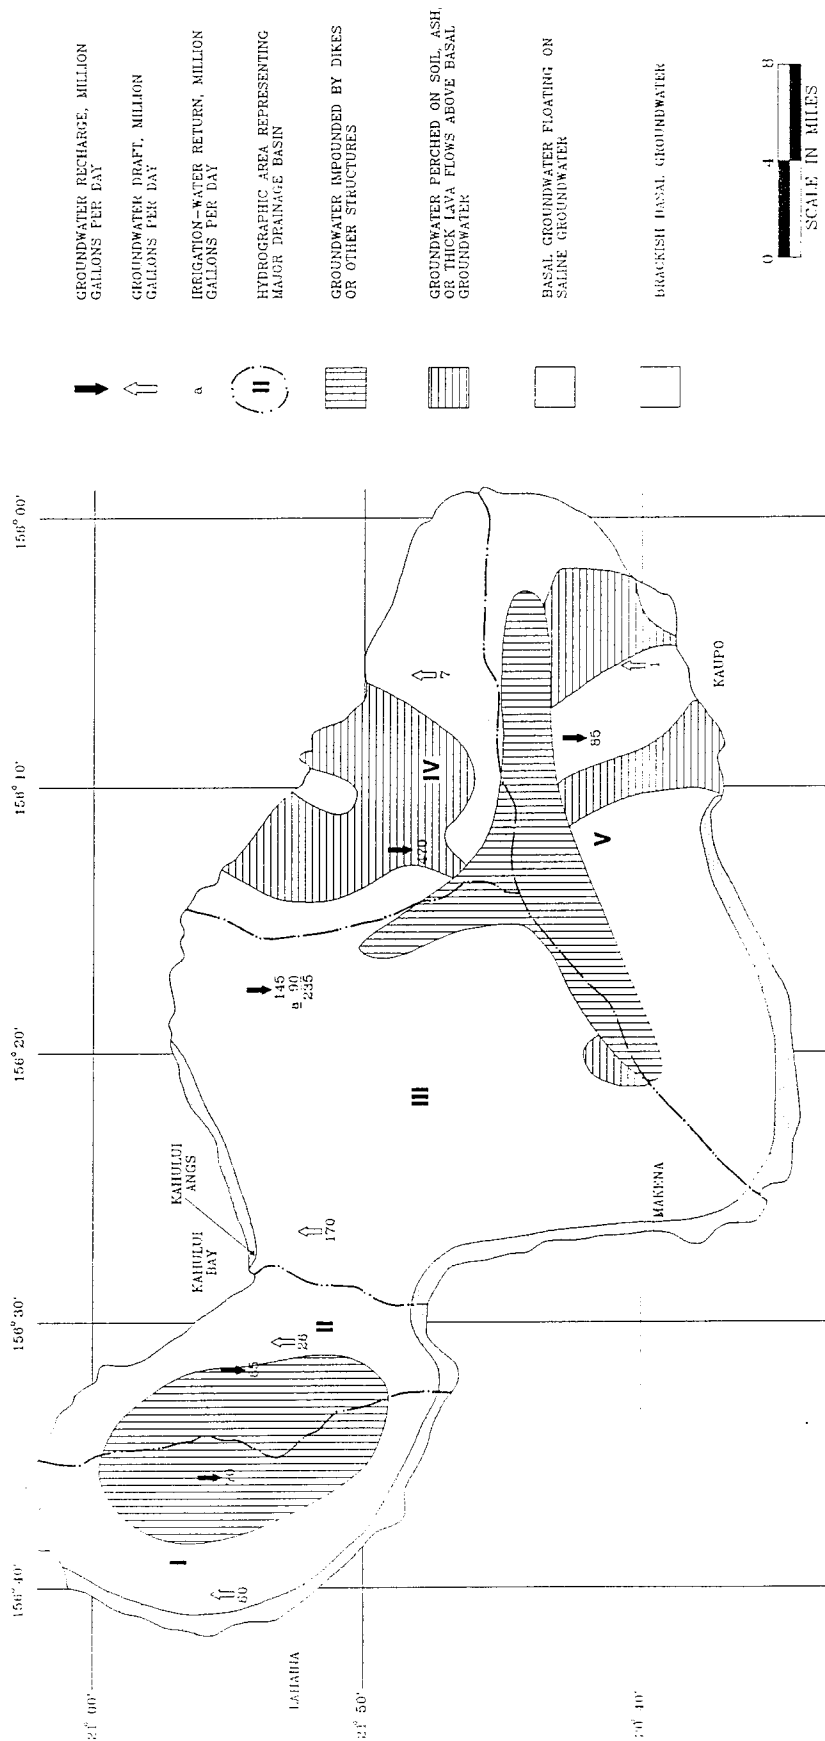 156° 40'
156° 30'
156° 20'
156° 10'
156° 00'
21° 00'
20° 40'
LAHAINA
KAHULUI
BAY
KAHULUI
ANGS
MAKENA
KAUPO
I
II
III
IV
V
60
70
26
170
145
a 90
235
470
7
85
1
GROUNDWATER RECHARGE, MILLION
GALLONS PER DAY
GROUNDWATER DRAFT, MILLION
GALLONS PER DAY
a
IRRIGATION-WATER RETURN, MILLION
GALLONS PER DAY
II
HYDROGRAPHIC AREA REPRESENTING
MAJOR DRAINAGE BASIN
GROUNDWATER IMPOUNDED BY DIKES
OR OTHER STRUCTURES
GROUNDWATER PERCHED ON SOIL, ASH,
OR THICK LAVA FLOWS ABOVE BASAL
GROUNDWATER
BASAL GROUNDWATER FLOATING ON
SALINE GROUNDWATER
BRACKISH BASAL GROUNDWATER
0 4 8
SCALE IN MILES